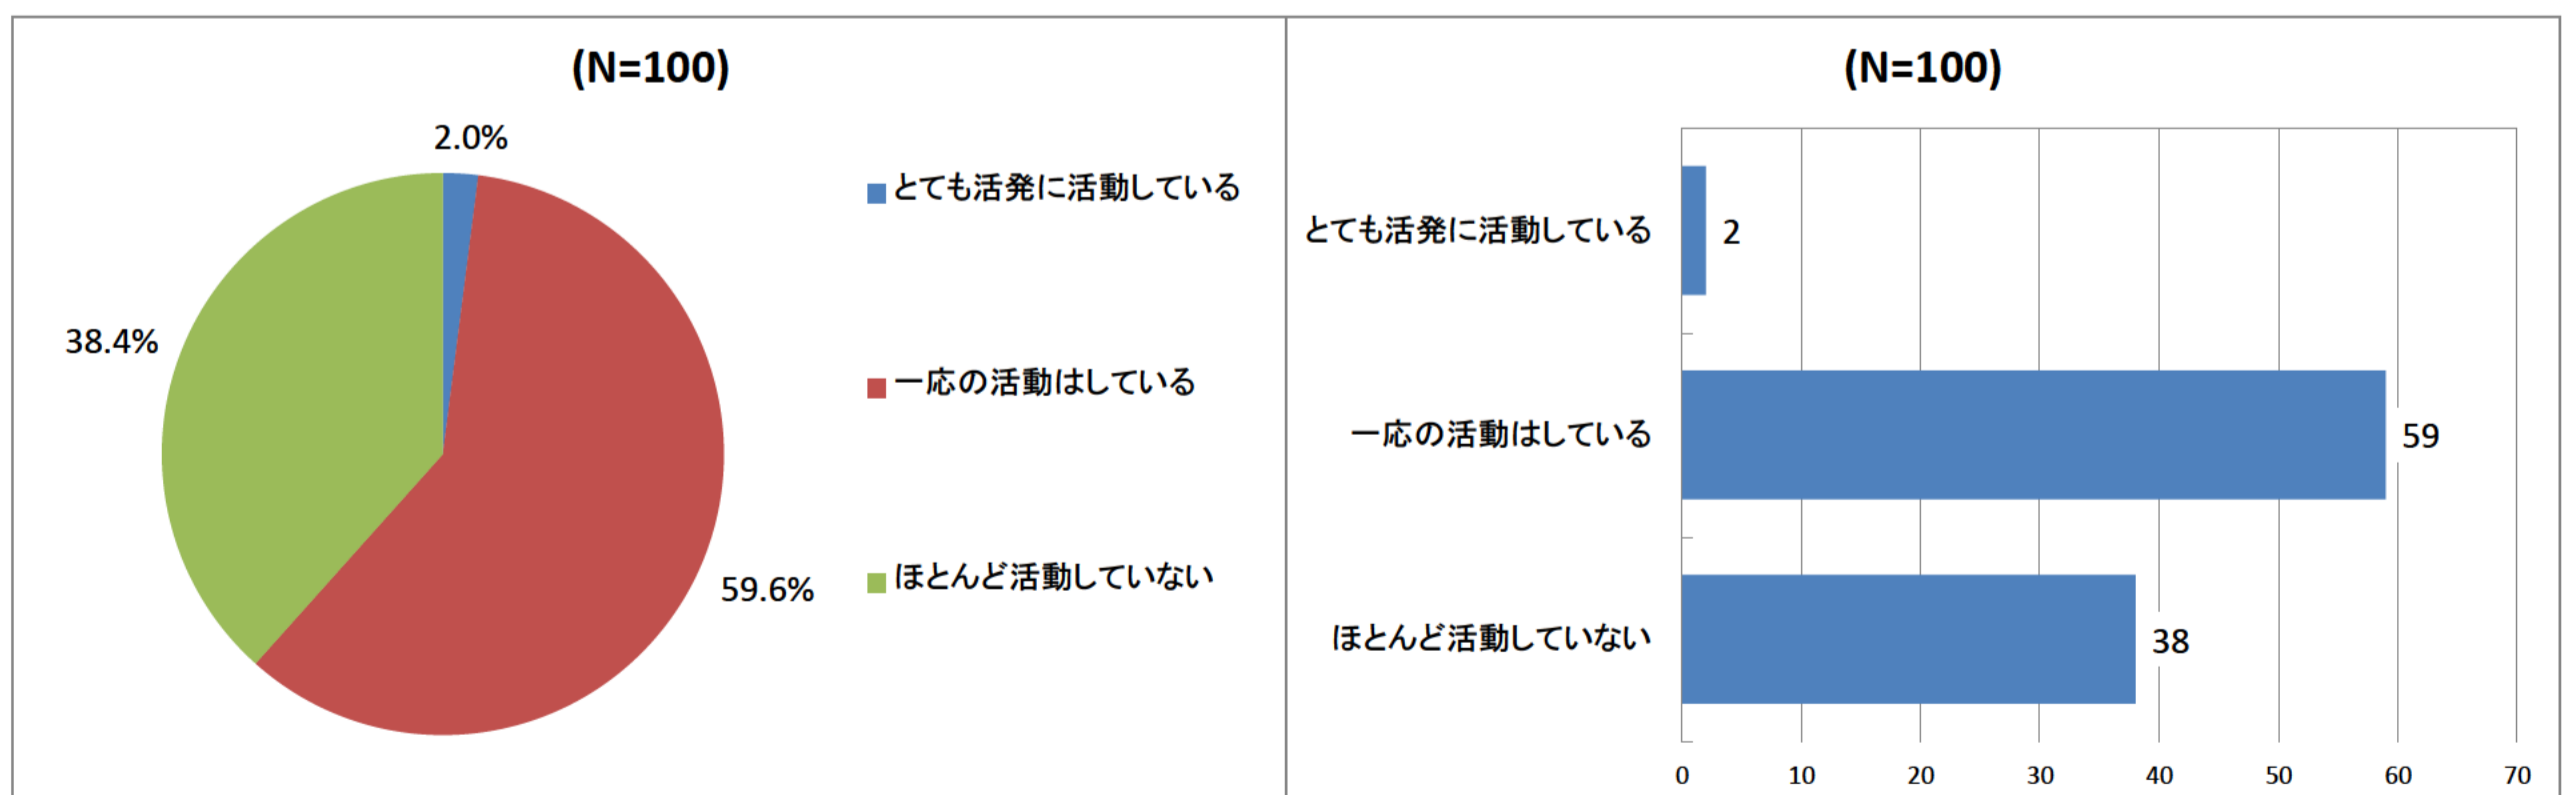 (N=100)
2.0%
38.4%
59.6%
とても活発に活動している
一応の活動はしている
ほとんど活動していない
(N=100)
とても活発に活動している 2
一応の活動はしている 59
ほとんど活動していない 38
0 10 20 30 40 50 60 70